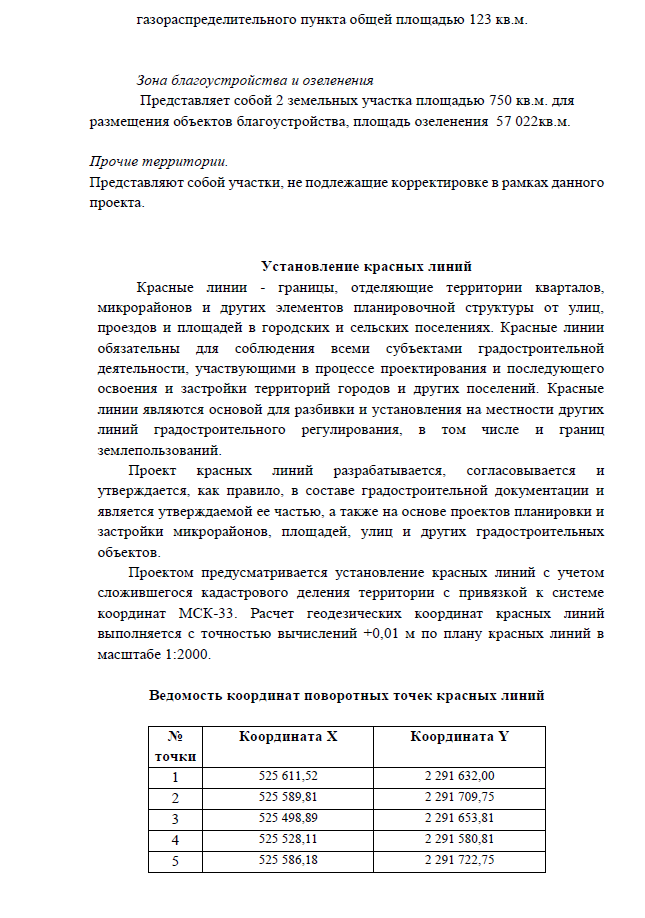 газораспределительного пункта общей площадью 123 кв.м.
Зона благоустройства и озеленения
Представляет собой 2 земельных участка площадью 750 кв.м. для
размещения объектов благоустройства, площадь озеленения 57 022кв.м.
Прочие территории.
Представляют собой участки, не подлежащие корректировке в рамках данного
проекта.
Установление красных линий
Красные линии - границы, отделяющие территории кварталов,
микрорайонов и других элементов планировочной структуры от улиц,
проездов и площадей в городских и сельских поселениях. Красные линии
обязательны для соблюдения всеми субъектами градостроительной
деятельности, участвующими в процессе проектирования и последующего
освоения и застройки территорий городов и других поселений. Красные
линии являются основой для разбивки и установления на местности других
линий градостроительного регулирования, в том числе и границ
землепользований.
Проект красных линий разрабатывается, согласовывается и
утверждается, как правило, в составе градостроительной документации и
является утверждаемой ее частью, а также на основе проектов планировки и
застройки микрорайонов, площадей, улиц и других градостроительных
объектов.
Проектом предусматривается установление красных линий с учетом
сложившегося кадастрового деления территории с привязкой к системе
координат МСК-33. Расчет геодезических координат красных линий
выполняется с точностью вычислений +0,01 м по плану красных линий в
масштабе 1:2000.
Ведомость координат поворотных точек красных линий
№ точки Координата X Координата Y
1 525 611,52 2 291 632,00
2 525 589,81 2 291 709,75
3 525 498,89 2 291 653,81
4 525 528,11 2 291 580,81
5 525 586,18 2 291 722,75